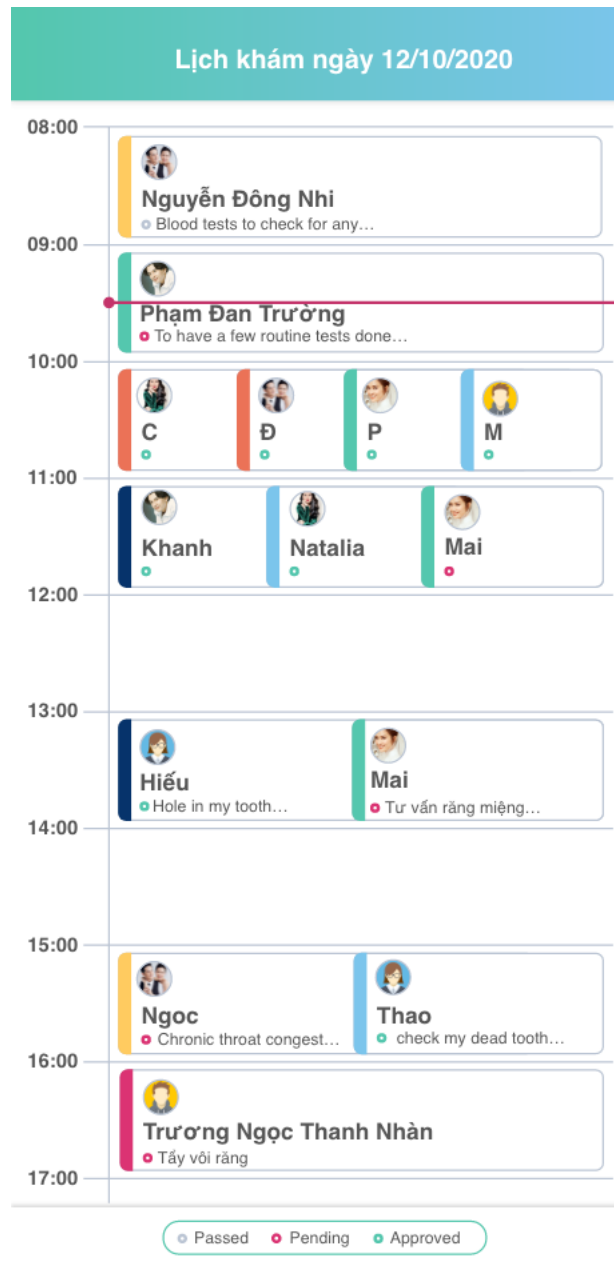 Lịch khám ngày 12/10/2020
08:00
Nguyễn Đông Nhi
Blood tests to check for any…
09:00
Phạm Đan Trường
To have a few routine tests done…
10:00
C Đ P M
11:00
Khanh Natalia Mai
12:00
13:00
Hiếu Mai
Hole in my tooth… Tư vấn răng miệng…
14:00
15:00
Ngoc Thao
Chronic throat congest… check my dead tooth…
16:00
Trương Ngọc Thanh Nhàn
Tẩy vôi răng
17:00
Passed Pending Approved